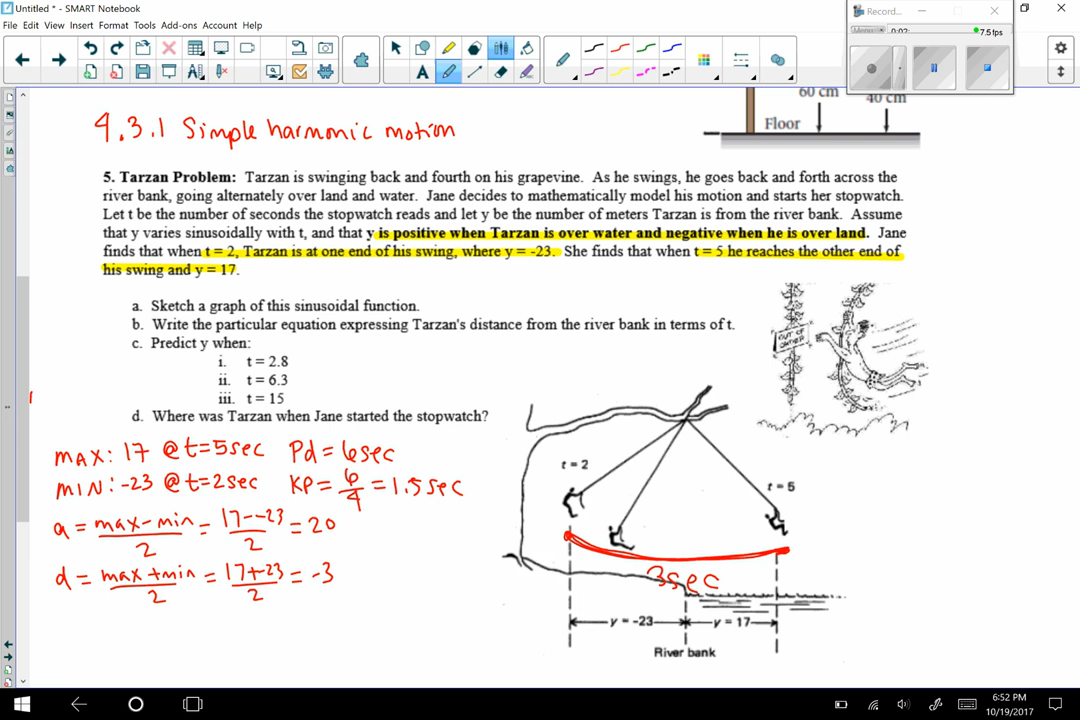 Untitled * - SMART Notebook
File Edit View Insert Format Tools Add-ons Account Help
Record...
Menu
0:02:
7.5 fps
60 cm
40 cm
Floor
4.3.1 Simple harmonic motion
5. Tarzan Problem: Tarzan is swinging back and fourth on his grapevine. As he swings, he goes back and forth across the
river bank, going alternately over land and water. Jane decides to mathematically model his motion and starts her stopwatch.
Let t be the number of seconds the stopwatch reads and let y be the number of meters Tarzan is from the river bank. Assume
that y varies sinusoidally with t, and that y is positive when Tarzan is over water and negative when he is over land. Jane
finds that when t = 2, Tarzan is at one end of his swing, where y = -23. She finds that when t = 5 he reaches the other end of
his swing and y = 17.
a. Sketch a graph of this sinusoidal function.
b. Write the particular equation expressing Tarzan's distance from the river bank in terms of t.
c. Predict y when:
i. t = 2.8
ii. t = 6.3
iii. t = 15
d. Where was Tarzan when Jane started the stopwatch?
OUT OF ORDER
MAX: 17 @ t=5sec Pd = 6sec
MIN: -23 @ t=2sec KP = 6/4 = 1.5 sec
a = max-min/2 = 17--23/2 = 20
d = max+min/2 = 17+-23/2 = -3
t = 2
t = 5
3sec
y = -23
y = 17
River bank
6:52 PM
10/19/2017